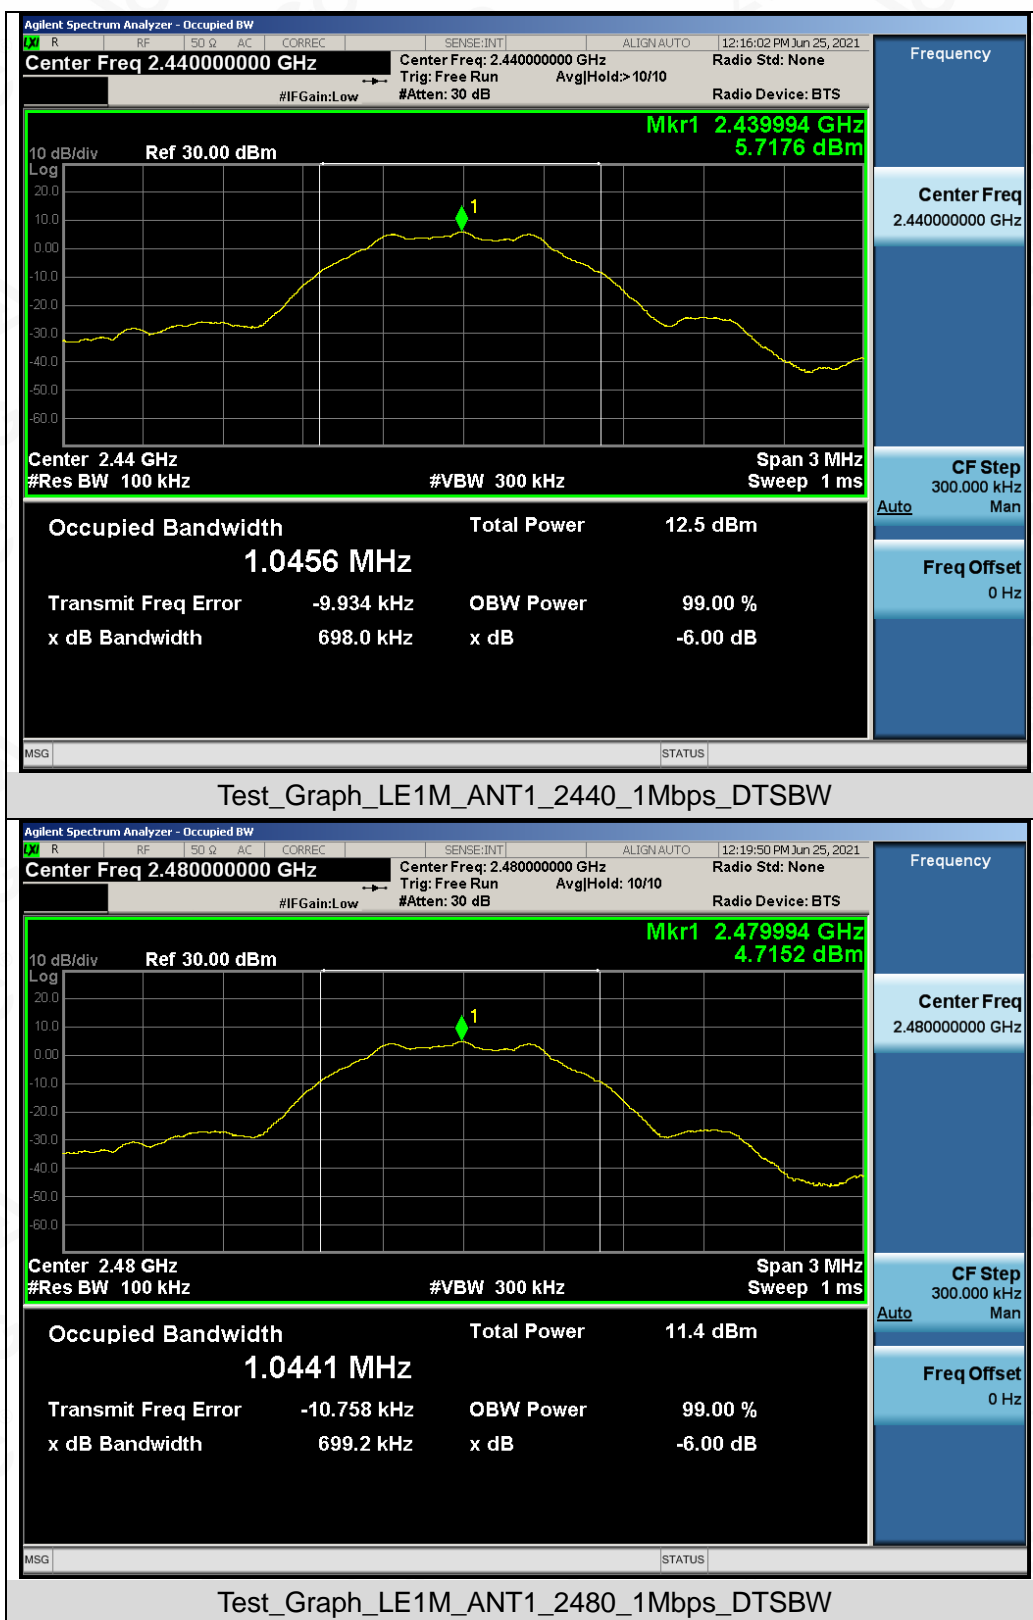 Agilent Spectrum Analyzer - Occupied BW
LXI R RF 50 Ω AC CORREC SENSE:INT ALIGN AUTO 12:16:02 PM Jun 25, 2021
Center Freq 2.440000000 GHz Center Freq: 2.440000000 GHz Radio Std: None
Trig: Free Run Avg|Hold:> 10/10
#IFGain:Low #Atten: 30 dB Radio Device: BTS
Mkr1 2.439994 GHz
5.7176 dBm
10 dB/div Ref 30.00 dBm
Log
20.0
1
10.0
0.00
-10.0
-20.0
-30.0
-40.0
-50.0
-60.0
Center 2.44 GHz Span 3 MHz
#Res BW 100 kHz #VBW 300 kHz Sweep 1 ms
Occupied Bandwidth Total Power 12.5 dBm
1.0456 MHz
Transmit Freq Error -9.934 kHz OBW Power 99.00 %
x dB Bandwidth 698.0 kHz x dB -6.00 dB
MSG STATUS
Frequency
Center Freq
2.440000000 GHz
CF Step
300.000 kHz
Auto Man
Freq Offset
0 Hz
Test_Graph_LE1M_ANT1_2440_1Mbps_DTSBW
Agilent Spectrum Analyzer - Occupied BW
LXI R RF 50 Ω AC CORREC SENSE:INT ALIGN AUTO 12:19:50 PM Jun 25, 2021
Center Freq 2.480000000 GHz Center Freq: 2.480000000 GHz Radio Std: None
Trig: Free Run Avg|Hold: 10/10
#IFGain:Low #Atten: 30 dB Radio Device: BTS
Mkr1 2.479994 GHz
4.7152 dBm
10 dB/div Ref 30.00 dBm
Log
20.0
1
10.0
0.00
-10.0
-20.0
-30.0
-40.0
-50.0
-60.0
Center 2.48 GHz Span 3 MHz
#Res BW 100 kHz #VBW 300 kHz Sweep 1 ms
Occupied Bandwidth Total Power 11.4 dBm
1.0441 MHz
Transmit Freq Error -10.758 kHz OBW Power 99.00 %
x dB Bandwidth 699.2 kHz x dB -6.00 dB
MSG STATUS
Frequency
Center Freq
2.480000000 GHz
CF Step
300.000 kHz
Auto Man
Freq Offset
0 Hz
Test_Graph_LE1M_ANT1_2480_1Mbps_DTSBW